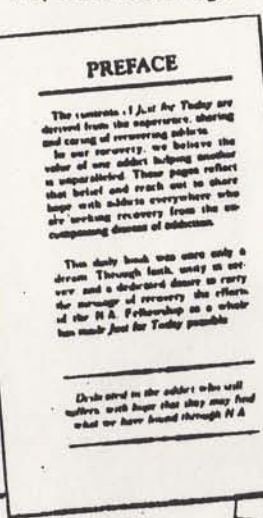 PREFACE
The contents of Just for Today are
derived from the experience, sharing
and caring of recovering addicts.
In our recovery, we believe the
value of one addict helping another
is unparalleled. These pages reflect
that belief and reach out to share
hope with addicts everywhere who
are working recovery from the
disease of addiction.
This daily book was once only a
dream. Through faith, unity in
and a dedicated desire to carry
the message of recovery the efforts
of the N.A. Fellowship as a whole
has made Just for Today possible
Dedicated to the addict who still
suffers with hope that they may find
what we have found through N A